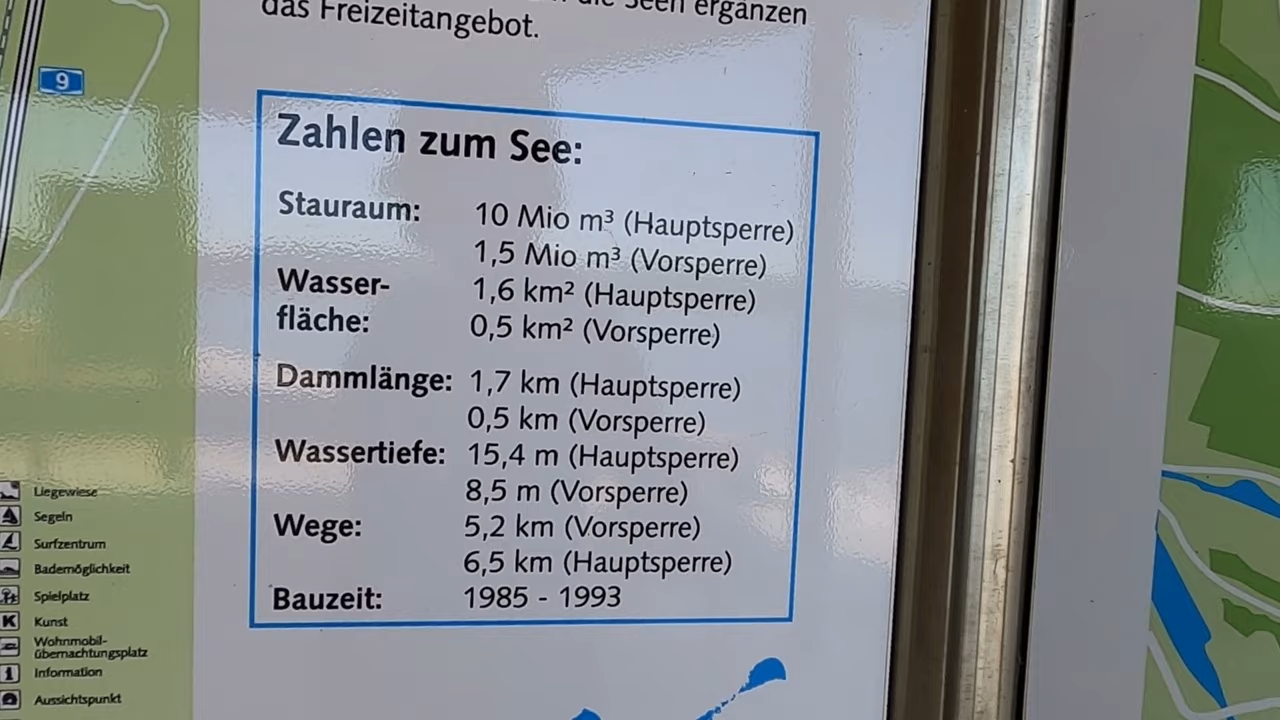 Seen ergänzen
das Freizeitangebot.
9
Zahlen zum See:
Stauraum: 10 Mio m³ (Hauptsperre)
1,5 Mio m³ (Vorsperre)
Wasser- 1,6 km² (Hauptsperre)
fläche: 0,5 km² (Vorsperre)
Dammlänge: 1,7 km (Hauptsperre)
0,5 km (Vorsperre)
Wassertiefe: 15,4 m (Hauptsperre)
8,5 m (Vorsperre)
Wege: 5,2 km (Vorsperre)
6,5 km (Hauptsperre)
Bauzeit: 1985 - 1993
Liegewiese
Segeln
Surfzentrum
Bademöglichkeit
Spielplatz
K Kunst
Wohnmobil-
übernachtungsplatz
i Information
Aussichtspunkt